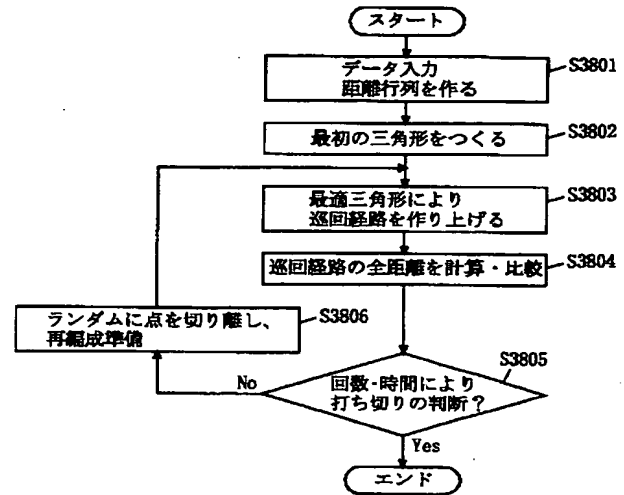 スタート
データ入力
距離行列を作る
S3801
最初の三角形をつくる
S3802
最適三角形により
巡回経路を作り上げる
S3803
巡回経路の全距離を計算・比較
S3804
ランダムに点を切り離し、
再編成準備
S3806
回数・時間により
打ち切りの判断？
S3805
No
Yes
エンド